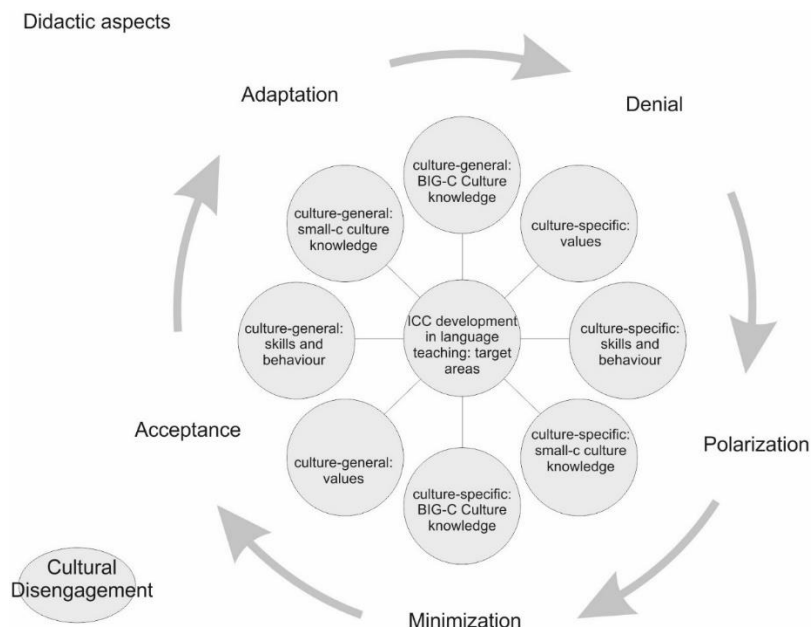 Didactic aspects
Adaptation
Denial
culture-general:
BIG-C Culture
knowledge
culture-general:
small-c culture
knowledge
culture-specific:
values
culture-general:
skills and
behaviour
ICC development
in language
teaching: target
areas
culture-specific:
skills and
behaviour
Acceptance
Polarization
culture-general:
values
culture-specific:
small-c culture
knowledge
culture-specific:
BIG-C Culture
knowledge
Cultural
Disengagement
Minimization